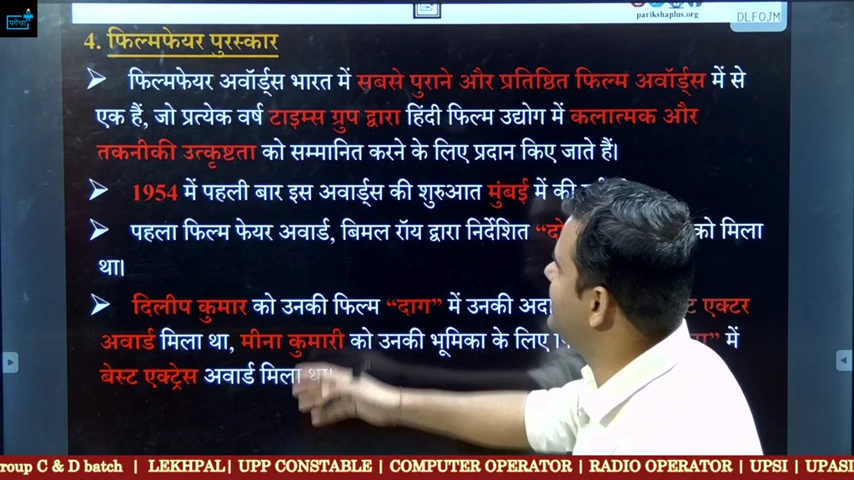 परीक्षा
parikshaplus.org
DLFOJM
4. फिल्मफेयर पुरस्कार
➤ फिल्मफेयर अवॉर्ड्स भारत में सबसे पुराने और प्रतिष्ठित फिल्म अवॉर्ड्स में से
एक हैं, जो प्रत्येक वर्ष टाइम्स ग्रुप द्वारा हिंदी फिल्म उद्योग में कलात्मक और
तकनीकी उत्कृष्टता को सम्मानित करने के लिए प्रदान किए जाते हैं।
➤ 1954 में पहली बार इस अवार्ड्स की शुरुआत मुंबई में की
➤ पहला फिल्म फेयर अवार्ड, बिमल रॉय द्वारा निर्देशित को मिला
था।
➤ दिलीप कुमार को उनकी फिल्म “दाग” में उनकी एक्टर
अवार्ड मिला था, मीना कुमारी को उनकी भूमिका के लिए में
बेस्ट एक्ट्रेस अवार्ड मिला था।
roup C & D batch | LEKHPAL| UPP CONSTABLE | COMPUTER OPERATOR | RADIO OPERATOR | UPSI | UPASI